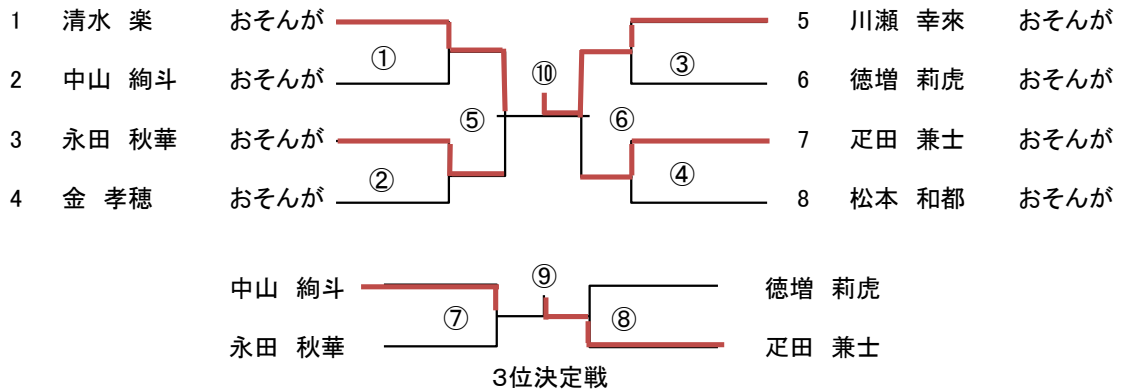 1 清水 楽 おそんが 5 川瀬 幸來 おそんが
① ③
2 中山 絢斗 おそんが ⑩ 6 徳増 莉虎 おそんが
⑤ ⑥
3 永田 秋華 おそんが 7 疋田 兼士 おそんが
② ④
4 金 孝穂 おそんが 8 松本 和都 おそんが
中山 絢斗 ⑨ 徳増 莉虎
⑦ ⑧
永田 秋華 疋田 兼士
3位決定戦